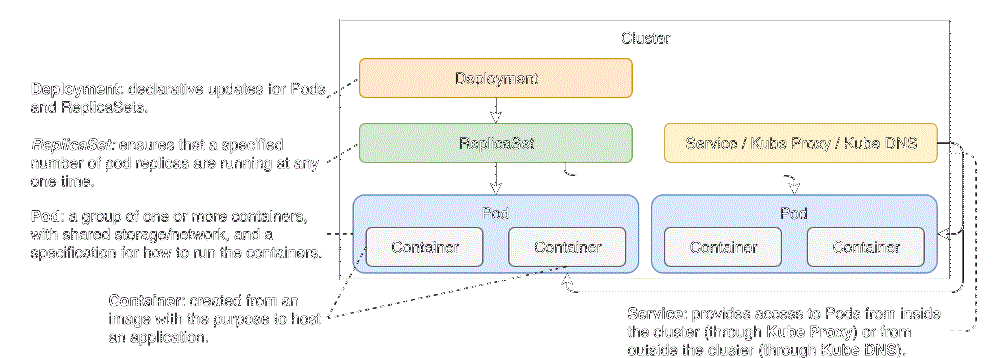 Cluster
Deployment
Deployment: declarative updates for Pods
and ReplicaSets.
ReplicaSet
Service / Kube Proxy / Kube DNS
ReplicaSet: ensures that a specified
number of pod replicas are running at any
one time.
Pod
Pod
Pod: a group of one or more containers,
with shared storage/network, and a
specification for how to run the containers.
Container
Container
Container
Container
Container: created from an
image with the purpose to host
an application.
Service: provides access to Pods from inside
the cluster (through Kube Proxy) or from
outside the cluster (through Kube DNS).